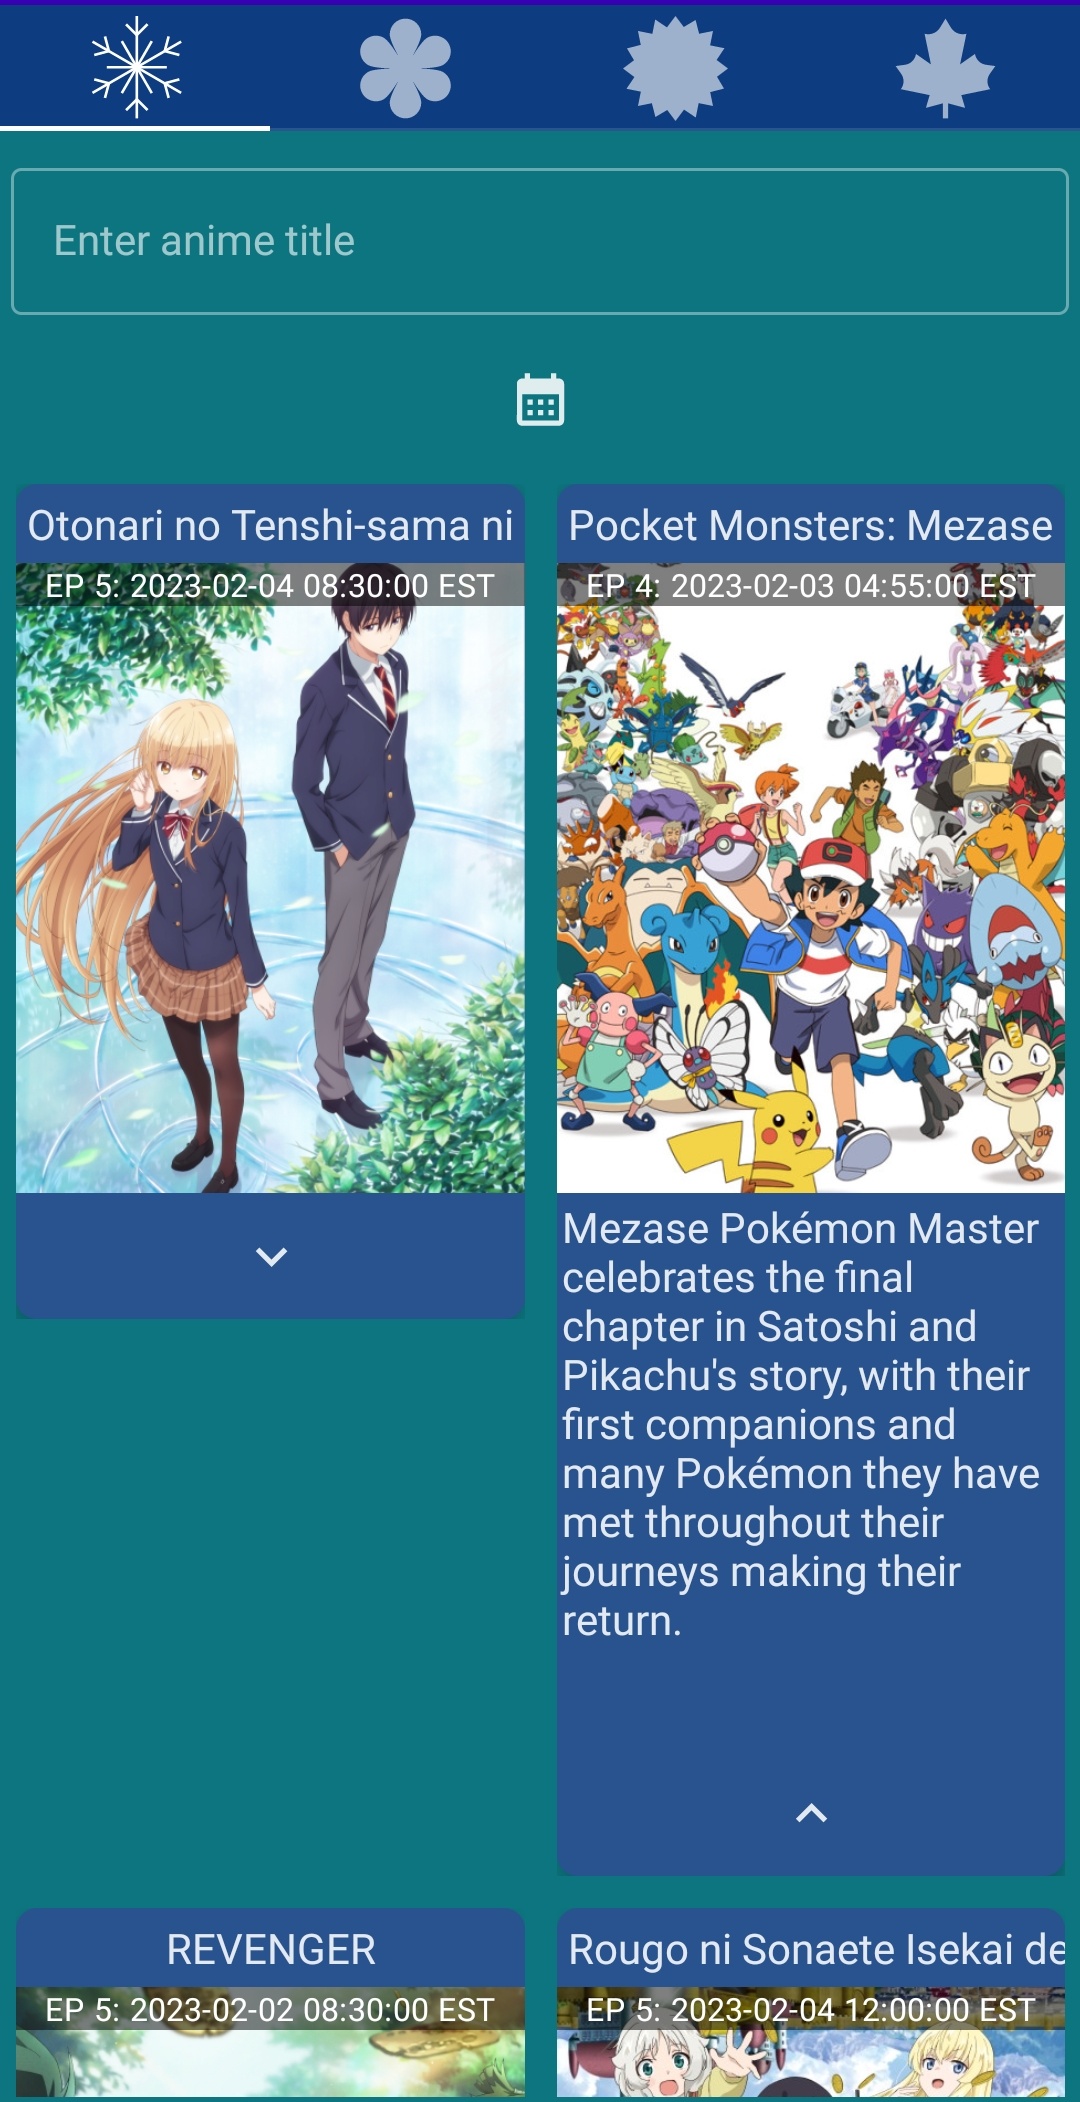 Enter anime title
Otonari no Tenshi-sama ni
EP 5: 2023-02-04 08:30:00 EST
Pocket Monsters: Mezase
EP 4: 2023-02-03 04:55:00 EST
Mezase Pokémon Master
celebrates the final
chapter in Satoshi and
Pikachu's story, with their
first companions and
many Pokémon they have
met throughout their
journeys making their
return.
REVENGER
EP 5: 2023-02-02 08:30:00 EST
Rougo ni Sonaete Isekai de
EP 5: 2023-02-04 12:00:00 EST